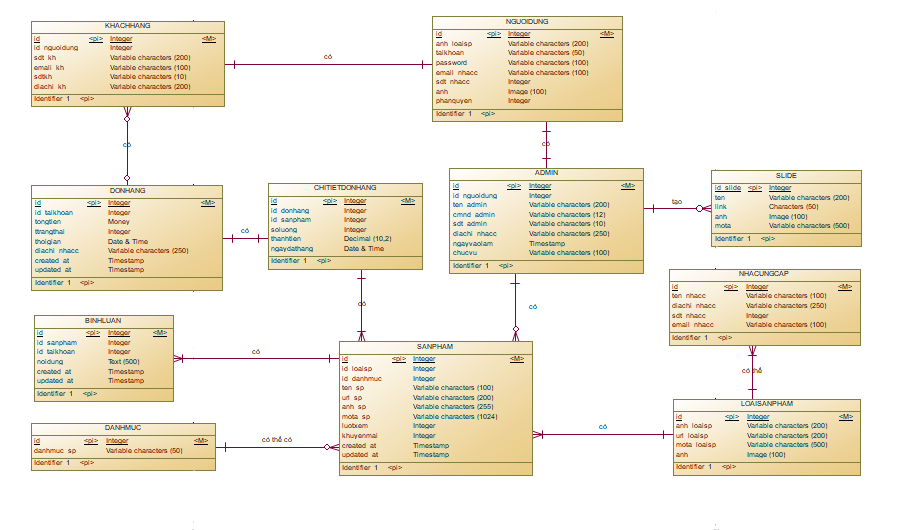 KHACHHANG
id <pi> Integer <M>
id_nguoidung Integer
sdt_kh Variable characters (200)
email_kh Variable characters (100)
sdtkh Variable characters (10)
diachi_kh Variable characters (200)
Identifier_1 <pi>
có
NGUOIDUNG
id <pi> Integer <M>
anh_loaisp Variable characters (200)
taikhoan Variable characters (50)
password Variable characters (100)
email_nhacc Variable characters (100)
sdt_nhacc Integer
anh Image (100)
phanquyen Integer
Identifier_1 <pi>
có
có
DONHANG
id <pi> Integer <M>
id_taikhoan Integer
tongtien Money
ttrangthai Integer
thoigian Date & Time
diachi_nhacc Variable characters (250)
created_at Timestamp
updated_at Timestamp
Identifier_1 <pi>
có
CHITIETDONHANG
id <pi> Integer <M>
id_donhang Integer
id_sanpham Integer
soluong Integer
thanhtien Decimal (10,2)
ngaydathang Date & Time
Identifier_1 <pi>
ADMIN
id <pi> Integer <M>
id_nguoidung Integer
ten_admin Variable characters (200)
cmnd_admin Variable characters (12)
sdt_admin Variable characters (10)
diachi_nhacc Variable characters (250)
ngayvaolam Timestamp
chucvu Variable characters (100)
Identifier_1 <pi>
tạo
SLIDE
id_slide <pi> Integer <M>
ten Variable characters (200)
link Characters (50)
anh Image (100)
mota Variable characters (500)
Identifier_1 <pi>
có
có
NHACUNGCAP
id <pi> Integer <M>
ten_nhacc Variable characters (100)
diachi_nhacc Variable characters (250)
sdt_nhacc Integer
email_nhacc Variable characters (100)
Identifier_1 <pi>
có thể
BINHLUAN
id <pi> Integer <M>
id_sanpham Integer
id_taikhoan Integer
noidung Text (500)
created_at Timestamp
updated_at Timestamp
Identifier_1 <pi>
có
SANPHAM
id <pi> Integer <M>
id_loaisp Integer
id_danhmuc Integer
ten_sp Variable characters (100)
url_sp Variable characters (200)
anh_sp Variable characters (255)
mota_sp Variable characters (1024)
luotxem Integer
khuyenmai Integer
created_at Timestamp
updated_at Timestamp
Identifier_1 <pi>
có
LOAISANPHAM
id <pi> Integer <M>
anh_loaisp Variable characters (200)
url_loaisp Variable characters (200)
mota_loaisp Variable characters (500)
anh Image (100)
Identifier_1 <pi>
DANHMUC
id <pi> Integer <M>
danhmuc_sp Variable characters (50)
Identifier_1 <pi>
có thể có